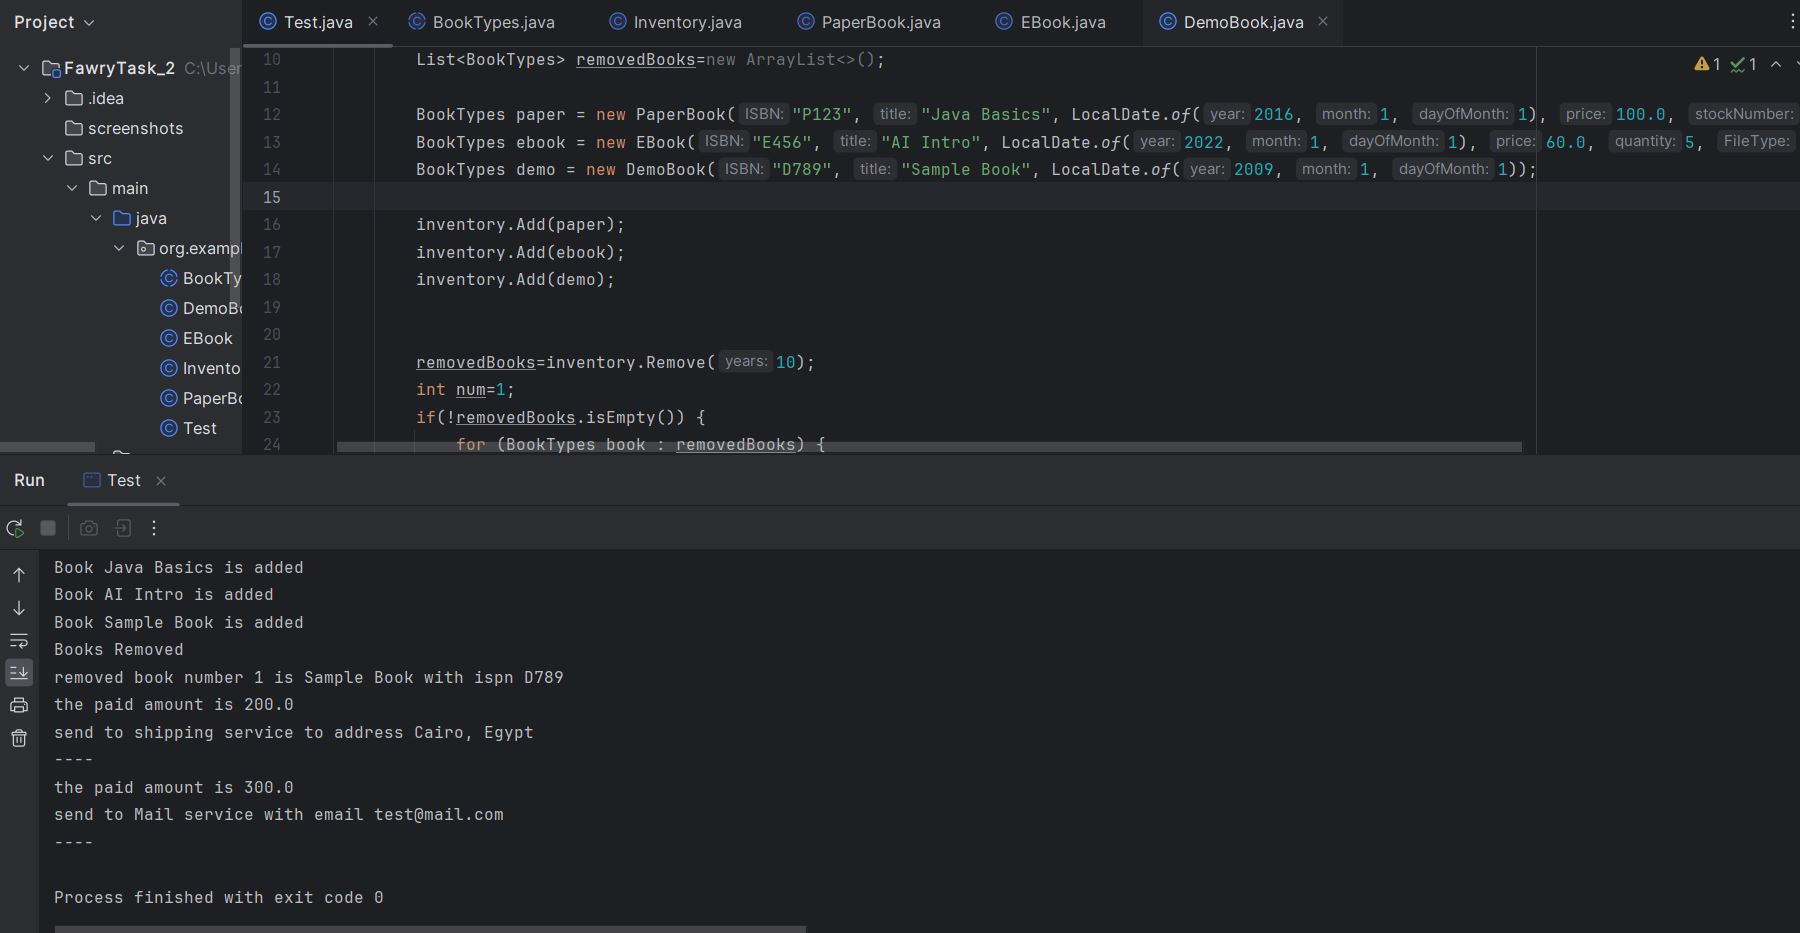 Project
Test.java BookTypes.java Inventory.java PaperBook.java EBook.java DemoBook.java
FawryTask_2 C:\User
.idea
screenshots
src
main
java
org.exampl
BookTy
DemoBo
EBook
Invento
PaperBo
Test
1 1
10 List<BookTypes> removedBooks=new ArrayList<>();
11
12 BookTypes paper = new PaperBook( ISBN: "P123", title: "Java Basics", LocalDate.of( year: 2016, month: 1, dayOfMonth: 1), price: 100.0, stockNumber:
13 BookTypes ebook = new EBook( ISBN: "E456", title: "AI Intro", LocalDate.of( year: 2022, month: 1, dayOfMonth: 1), price: 60.0, quantity: 5, FileType:
14 BookTypes demo = new DemoBook( ISBN: "D789", title: "Sample Book", LocalDate.of( year: 2009, month: 1, dayOfMonth: 1));
15
16 inventory.Add(paper);
17 inventory.Add(ebook);
18 inventory.Add(demo);
19
20
21 removedBooks=inventory.Remove( years: 10);
22 int num=1;
23 if(!removedBooks.isEmpty()) {
24 for (BookTypes book : removedBooks) {
Run Test
Book Java Basics is added
Book AI Intro is added
Book Sample Book is added
Books Removed
removed book number 1 is Sample Book with ispn D789
the paid amount is 200.0
send to shipping service to address Cairo, Egypt
----
the paid amount is 300.0
send to Mail service with email test@mail.com
----
Process finished with exit code 0